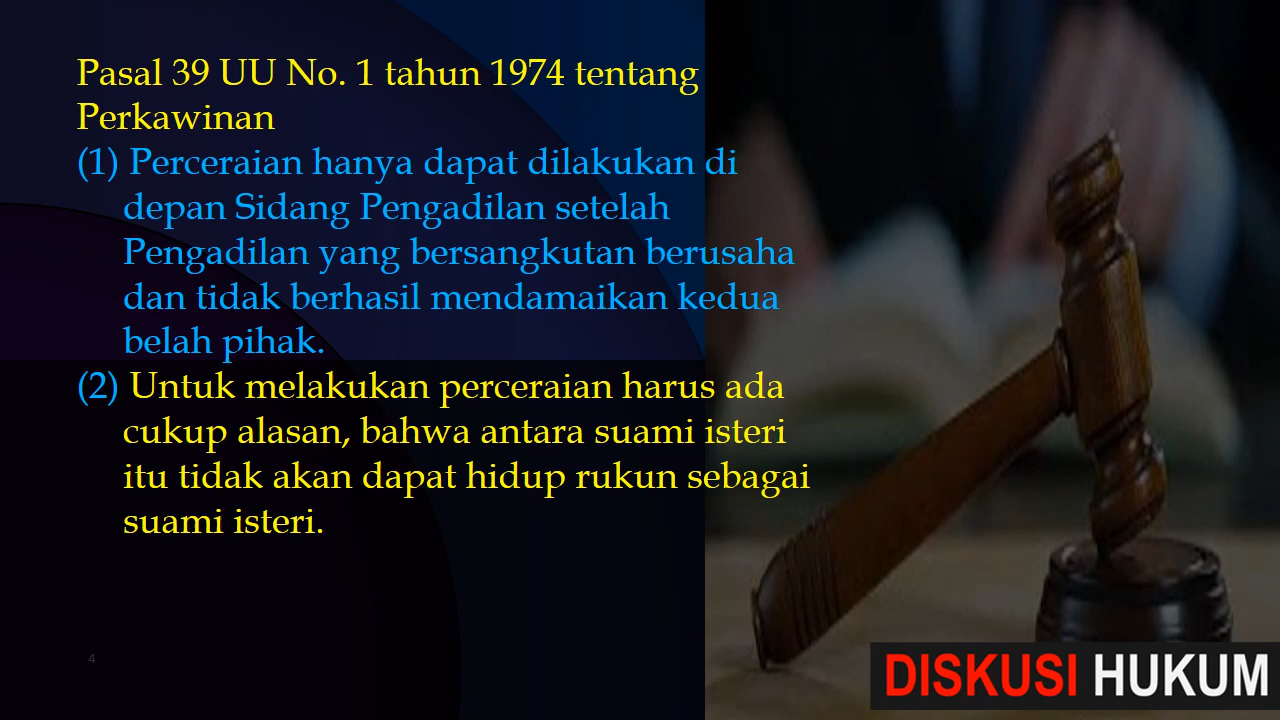 Pasal 39 UU No. 1 tahun 1974 tentang
Perkawinan
(1) Perceraian hanya dapat dilakukan di
depan Sidang Pengadilan setelah
Pengadilan yang bersangkutan berusaha
dan tidak berhasil mendamaikan kedua
belah pihak.
(2) Untuk melakukan perceraian harus ada
cukup alasan, bahwa antara suami isteri
itu tidak akan dapat hidup rukun sebagai
suami isteri.
4
DISKUSI HUKUM